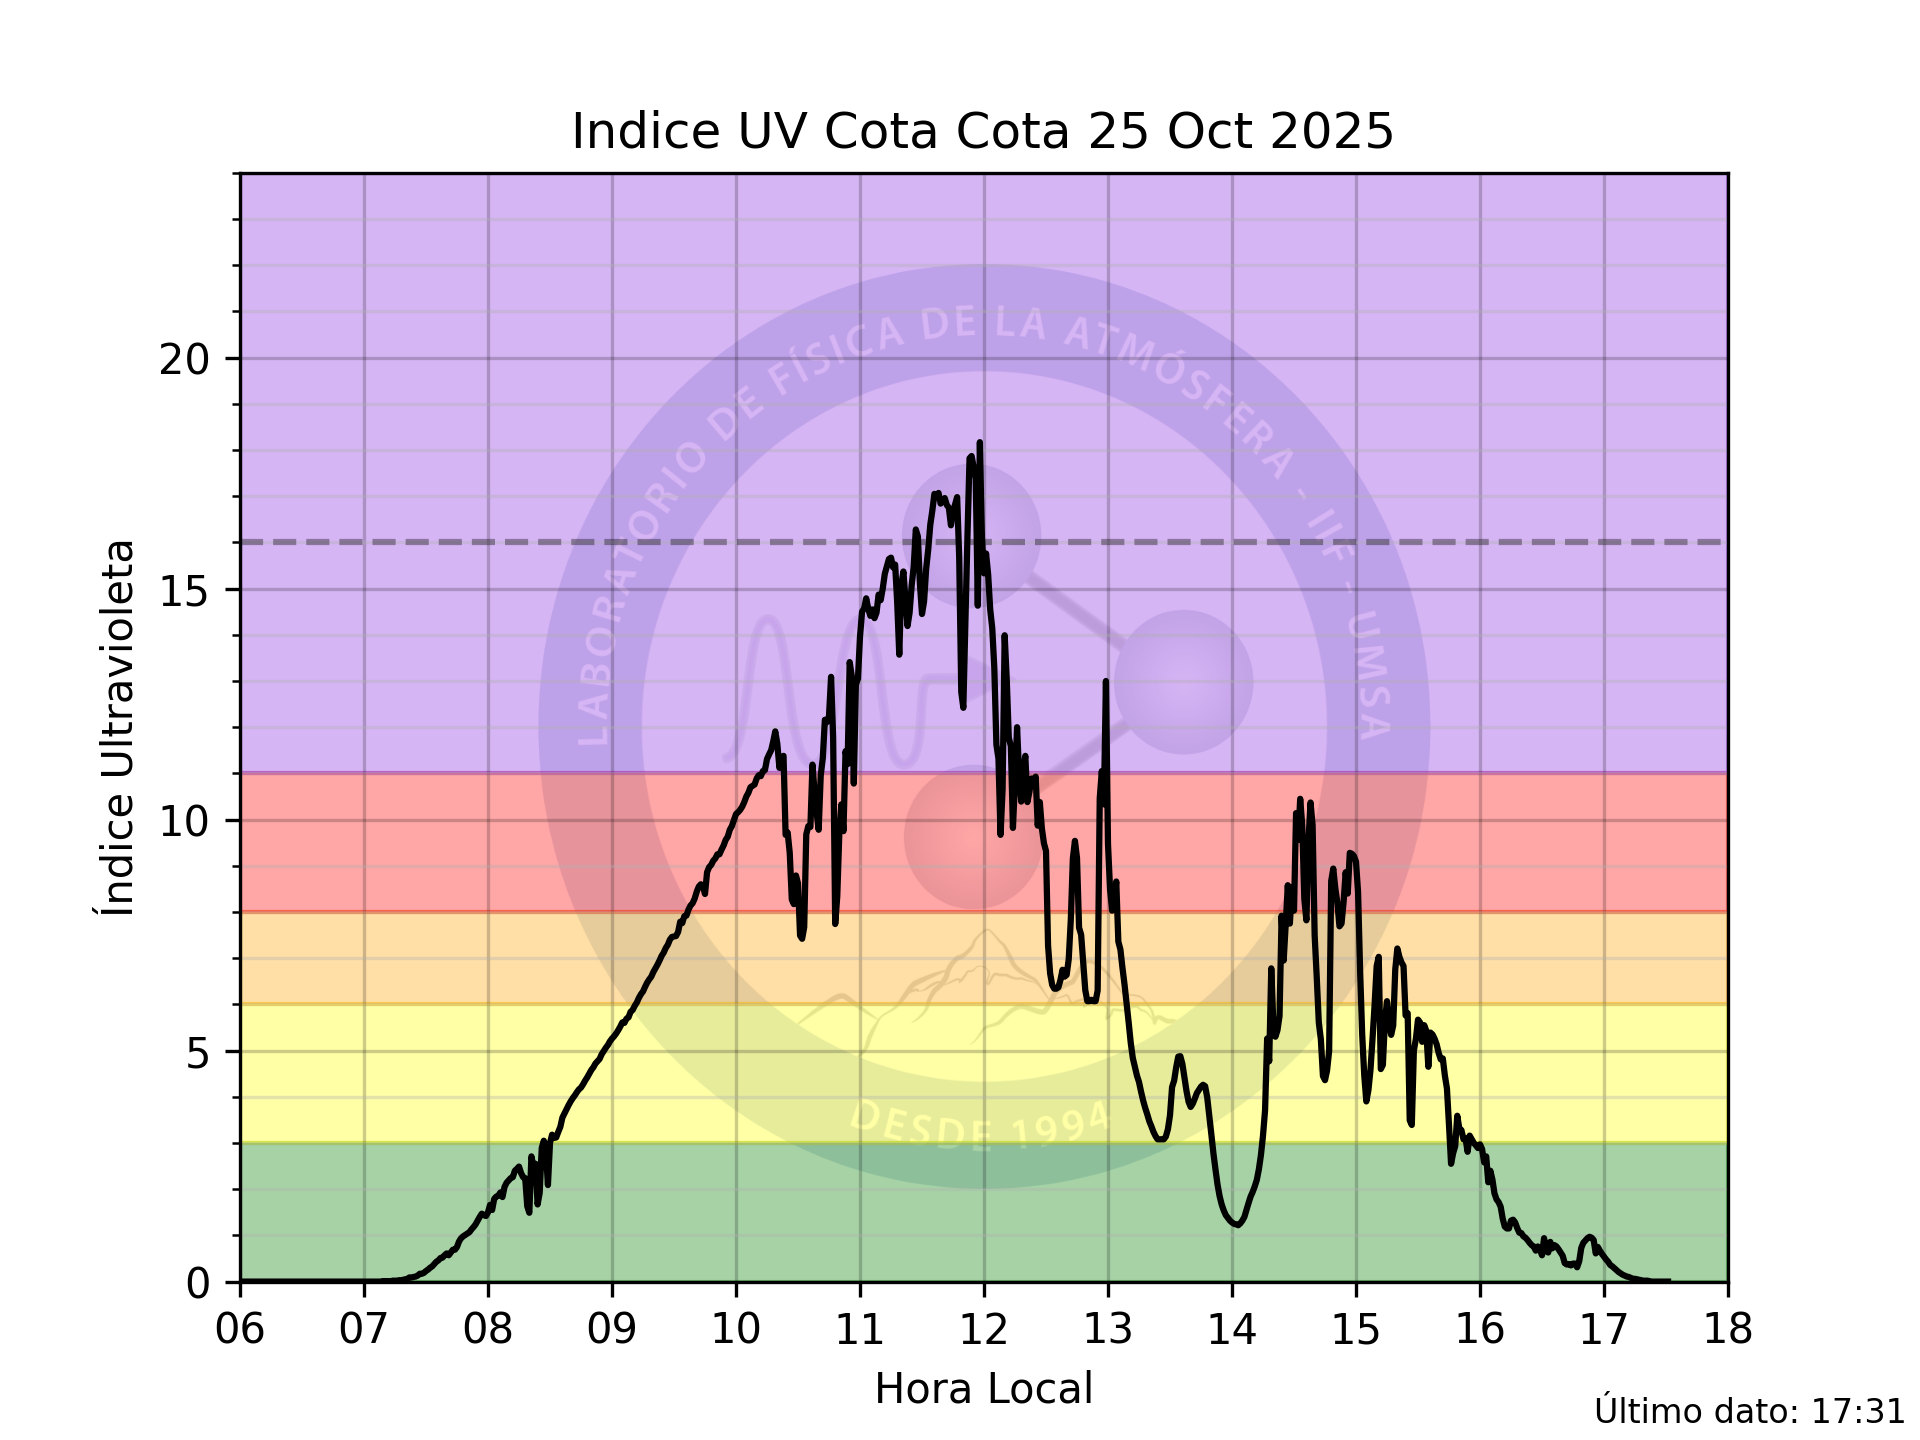 Indice UV Cota Cota 25 Oct 2025
LABORATORIO DE FÍSICA DE LA ATMÓSFERA - IIF - UMSA
20
15
10
5
0
Índice Ultravioleta
DESDE 1994
06 07 08 09 10 11 12 13 14 15 16 17 18
Hora Local
Último dato: 17:31